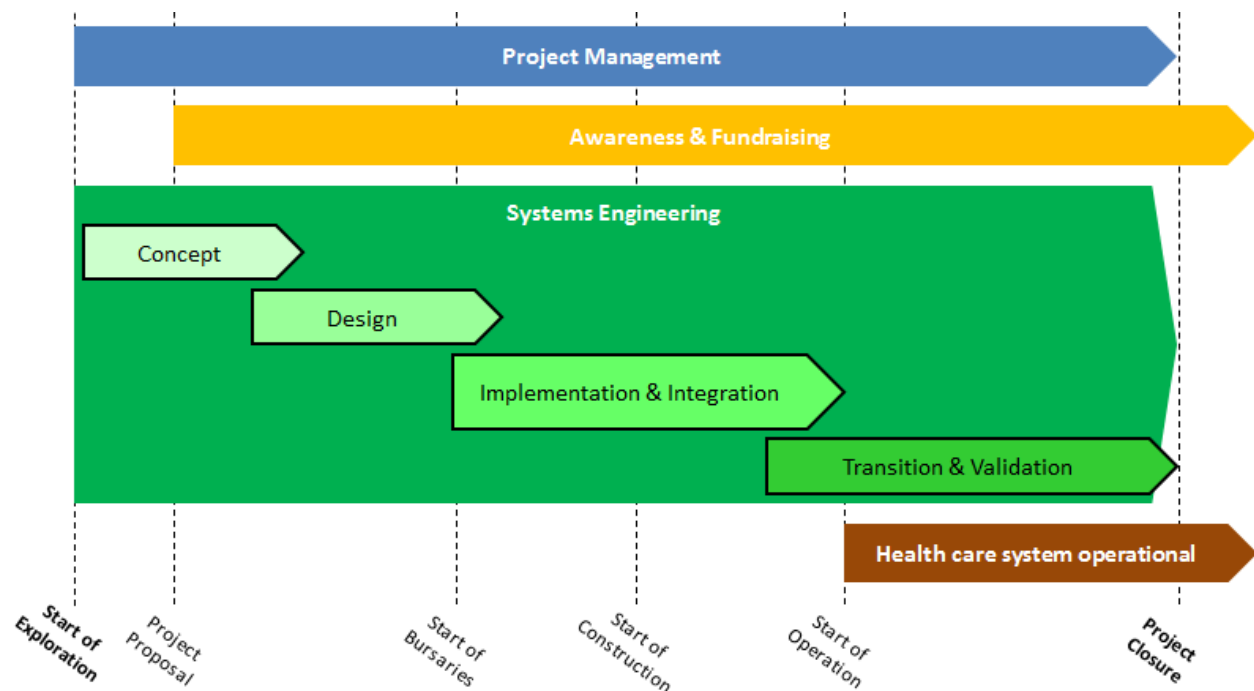 Project Management
Awareness & Fundraising
Systems Engineering
Concept
Design
Implementation & Integration
Transition & Validation
Health care system operational
Start of
Exploration
Project
Proposal
Start of
Bursaries
Start of
Construction
Start of
Operation
Project
Closure